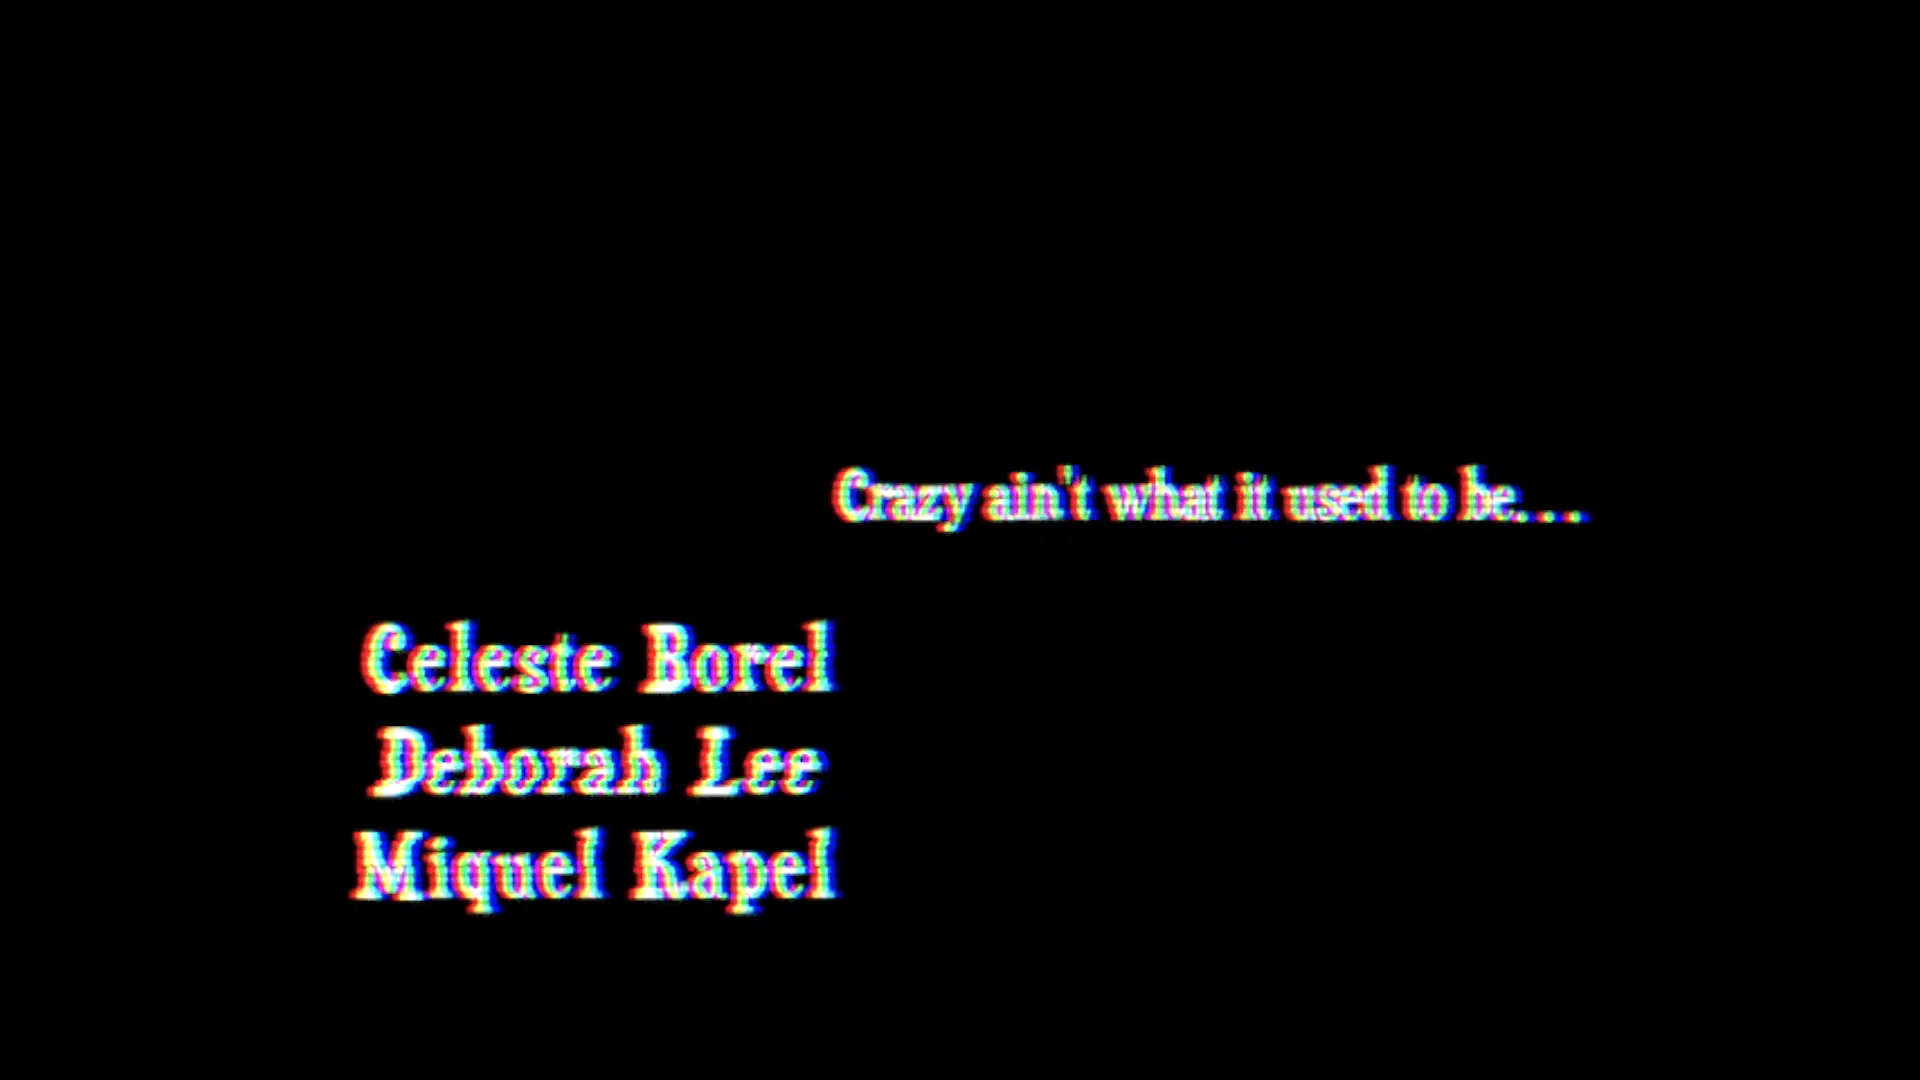 Crazy ain't what it used to be...
Celeste Borel
Deborah Lee
Miquel Kapel